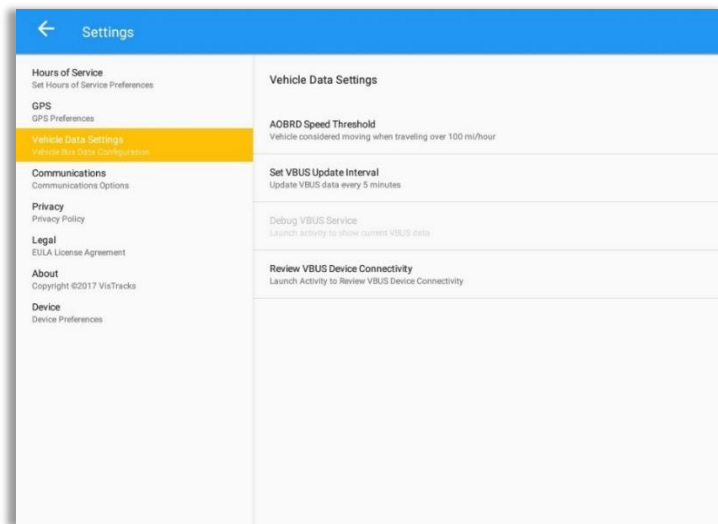 Settings
Hours of Service
Set Hours of Service Preferences
GPS
GPS Preferences
Vehicle Data Settings
Vehicle Bus Data Configuration
Communications
Communications Options
Privacy
Privacy Policy
Legal
EULA License Agreement
About
Copyright ©2017 VisTracks
Device
Device Preferences
Vehicle Data Settings
AOBRD Speed Threshold
Vehicle considered moving when traveling over 100 mi/hour
Set VBUS Update Interval
Update VBUS data every 5 minutes
Debug VBUS Service
Launch activity to show current VBUS data
Review VBUS Device Connectivity
Launch Activity to Review VBUS Device Connectivity